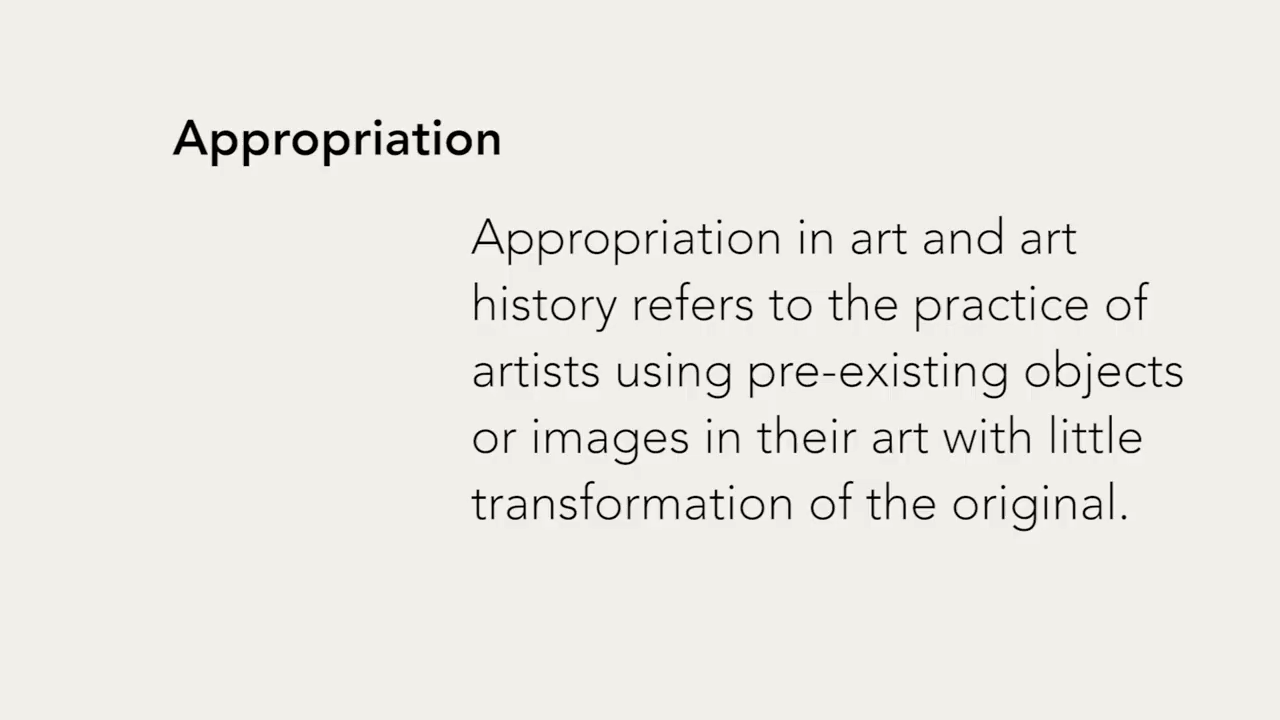 Appropriation
Appropriation in art and art
history refers to the practice of
artists using pre-existing objects
or images in their art with little
transformation of the original.